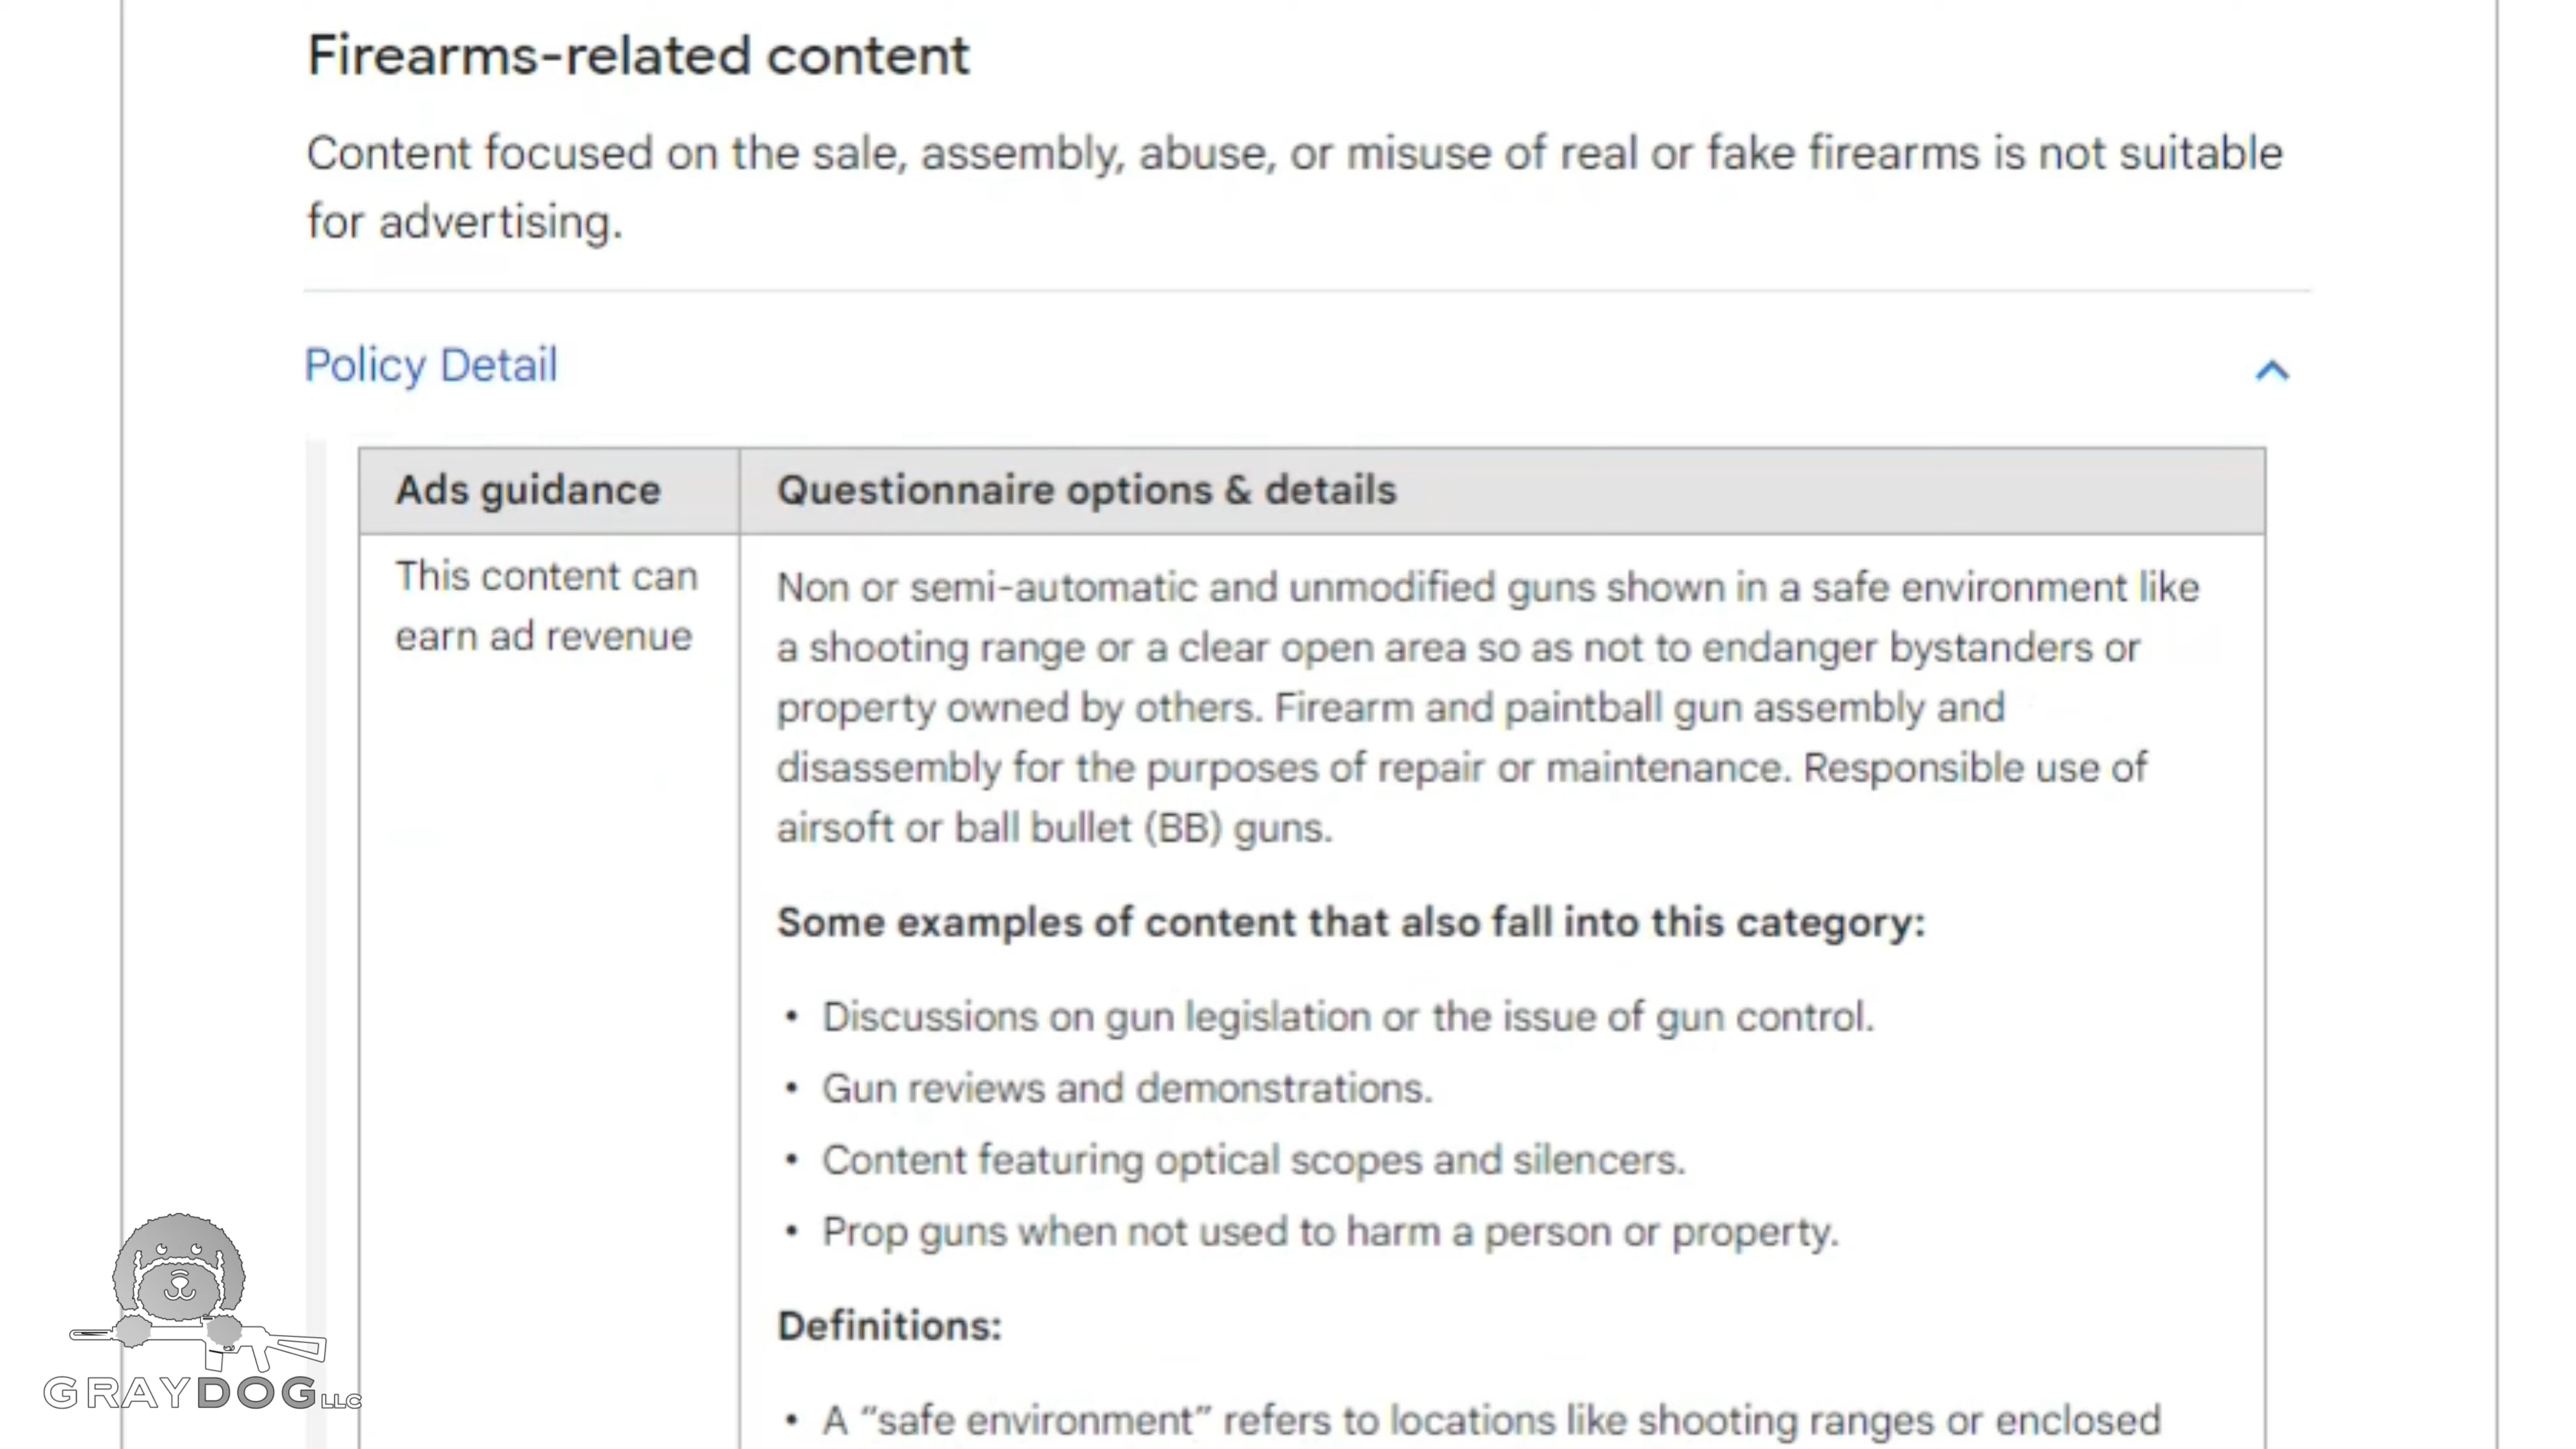 Firearms-related content
Content focused on the sale, assembly, abuse, or misuse of real or fake firearms is not suitable
for advertising.
Policy Detail
Ads guidance
Questionnaire options & details
This content can
earn ad revenue
Non or semi-automatic and unmodified guns shown in a safe environment like
a shooting range or a clear open area so as not to endanger bystanders or
property owned by others. Firearm and paintball gun assembly and
disassembly for the purposes of repair or maintenance. Responsible use of
airsoft or ball bullet (BB) guns.
Some examples of content that also fall into this category:
• Discussions on gun legislation or the issue of gun control.
• Gun reviews and demonstrations.
• Content featuring optical scopes and silencers.
• Prop guns when not used to harm a person or property.
Definitions:
• A “safe environment” refers to locations like shooting ranges or enclosed
GRAYDOG LLC